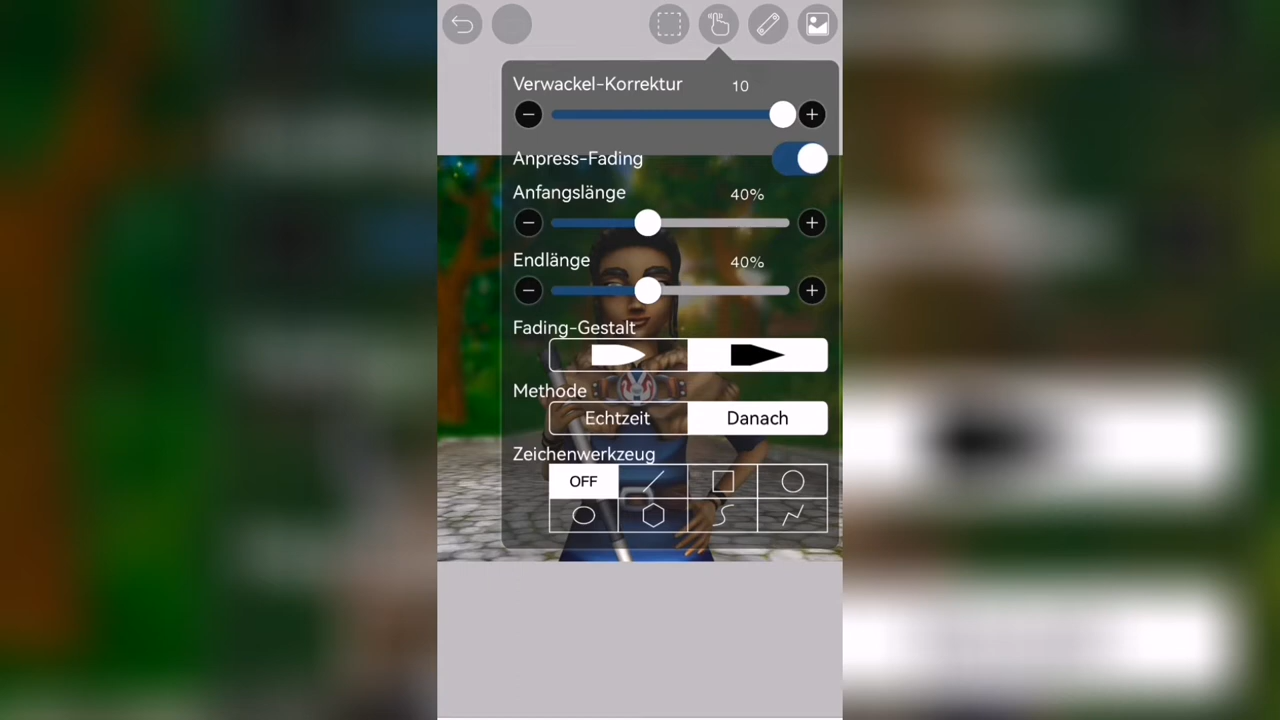 Verwackel-Korrektur 10
Anpress-Fading
Anfangslänge 40%
Endlänge 40%
Fading-Gestalt
Methode
Echtzeit Danach
Zeichenwerkzeug
OFF